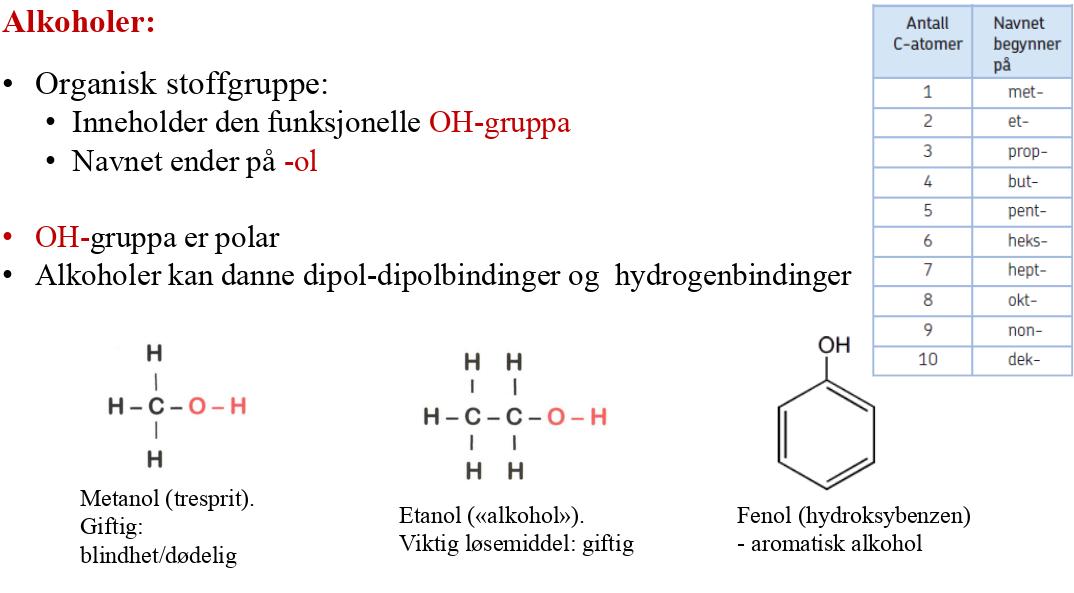 Alkoholer:
• Organisk stoffgruppe:
• Inneholder den funksjonelle OH-gruppa
• Navnet ender på -ol
• OH-gruppa er polar
• Alkoholer kan danne dipol-dipolbindinger og hydrogenbindinger
Antall C-atomer Navnet begynner på
1 met-
2 et-
3 prop-
4 but-
5 pent-
6 heks-
7 hept-
8 okt-
9 non-
10 dek-
H
H-C-O-H
H
Metanol (tresprit).
Giftig:
blindhet/dødelig
H H
H-C-C-O-H
H H
Etanol («alkohol»).
Viktig løsemiddel: giftig
OH
Fenol (hydroksybenzen)
- aromatisk alkohol